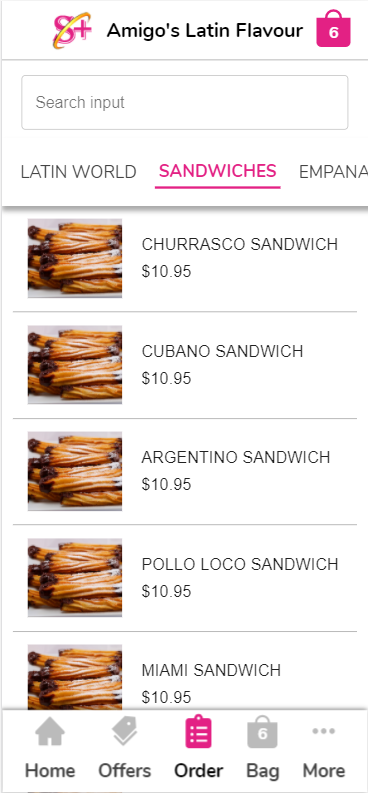 8+ Amigo's Latin Flavour 6
Search input
LATIN WORLD SANDWICHES EMPANA
CHURRASCO SANDWICH
$10.95
CUBANO SANDWICH
$10.95
ARGENTINO SANDWICH
$10.95
POLLO LOCO SANDWICH
$10.95
MIAMI SANDWICH
$10.95
6
Home Offers Order Bag More